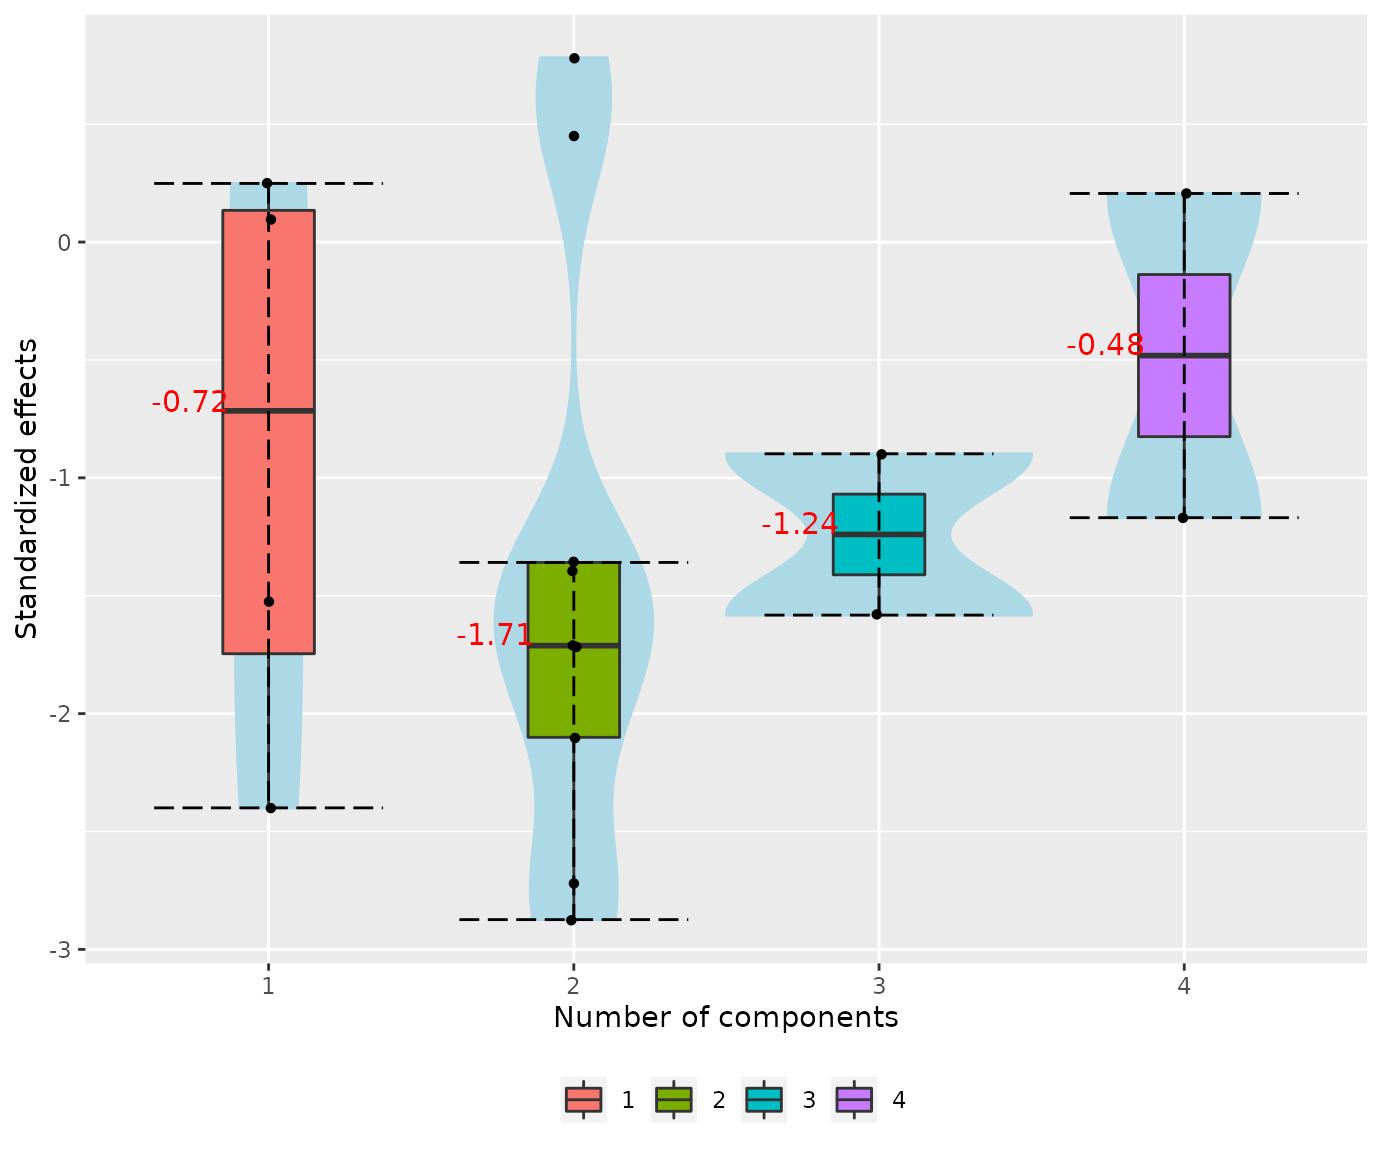 Standardized effects
0
-1
-2
-3
-0.72
-1.71
-1.24
-0.48
1 2 3 4
Number of components
1 2 3 4